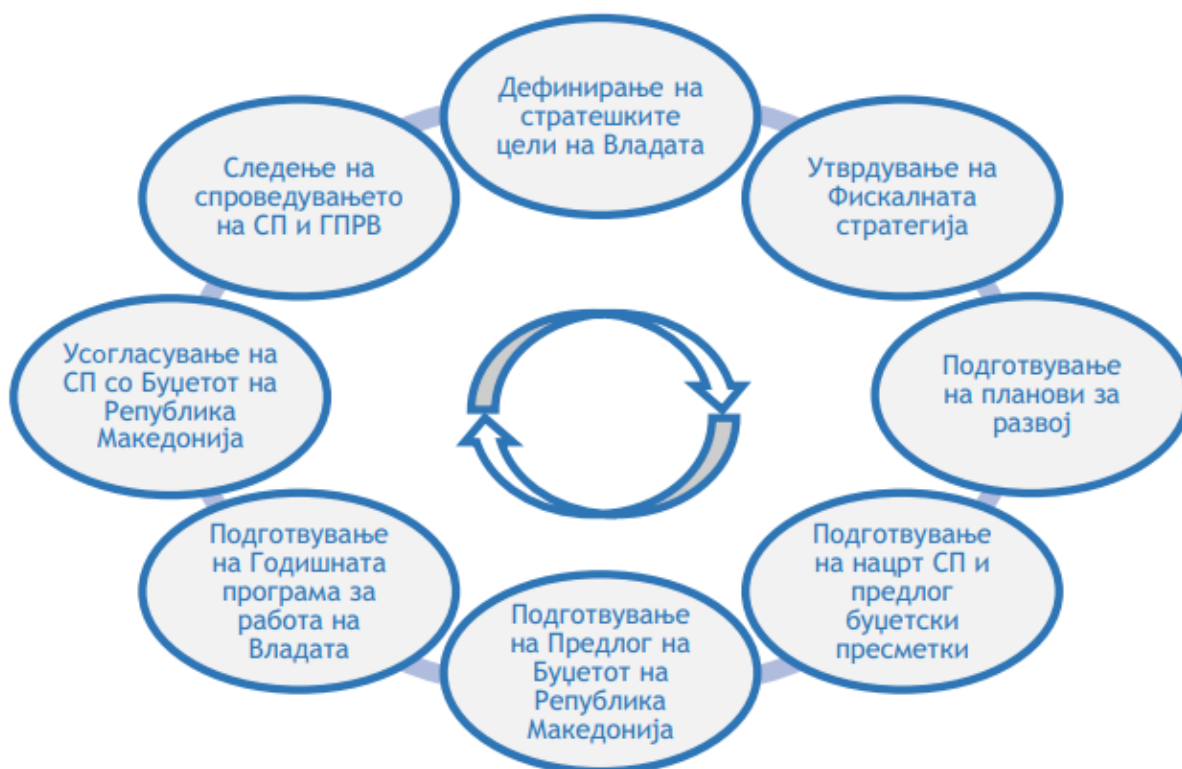 Дефинирање на
стратешките
цели на Владата
Утврдување на
Фискалната
стратегија
Подготвување
на планови за
развој
Подготвување
на нацрт СП и
предлог
буџетски
пресметки
Подготвување
на Предлог на
Буџетот на
Република
Македонија
Подготвување
на Годишната
програма за
работа на
Владата
Усогласување на
СП со Буџетот на
Република
Македонија
Следење на
спроведувањето
на СП и ГПРВ